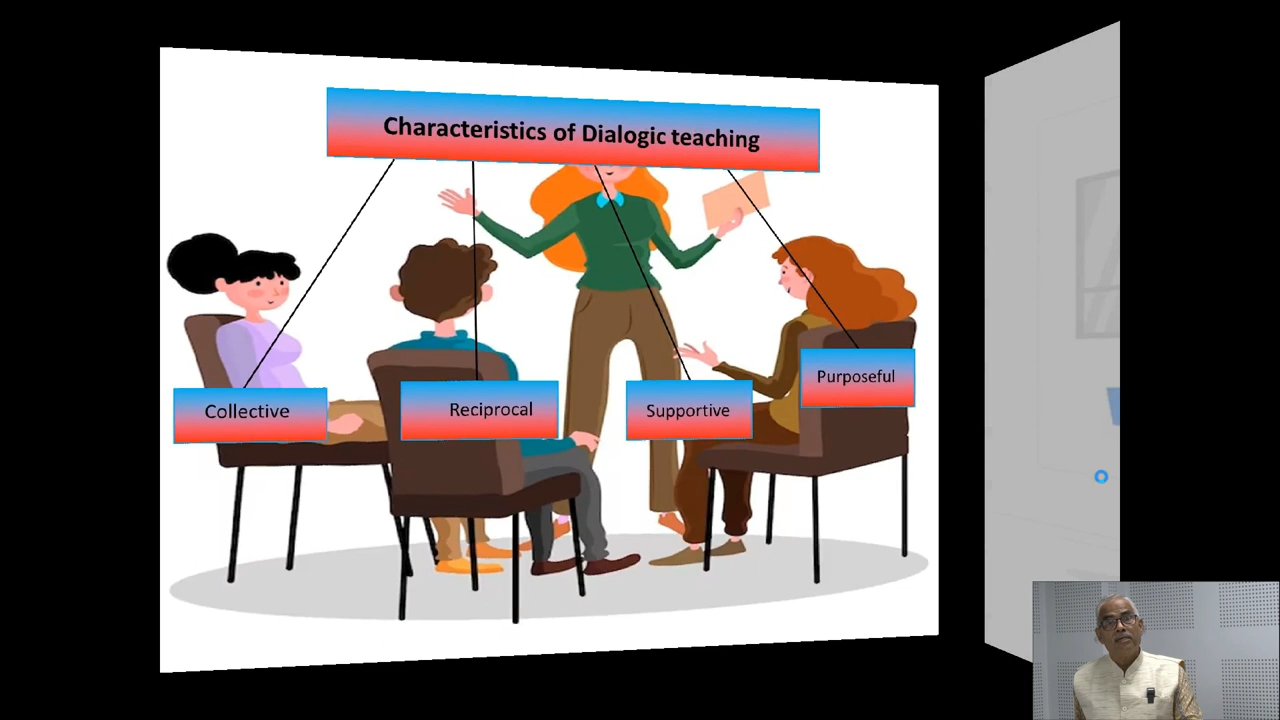 Characteristics of Dialogic teaching
Collective
Reciprocal
Supportive
Purposeful